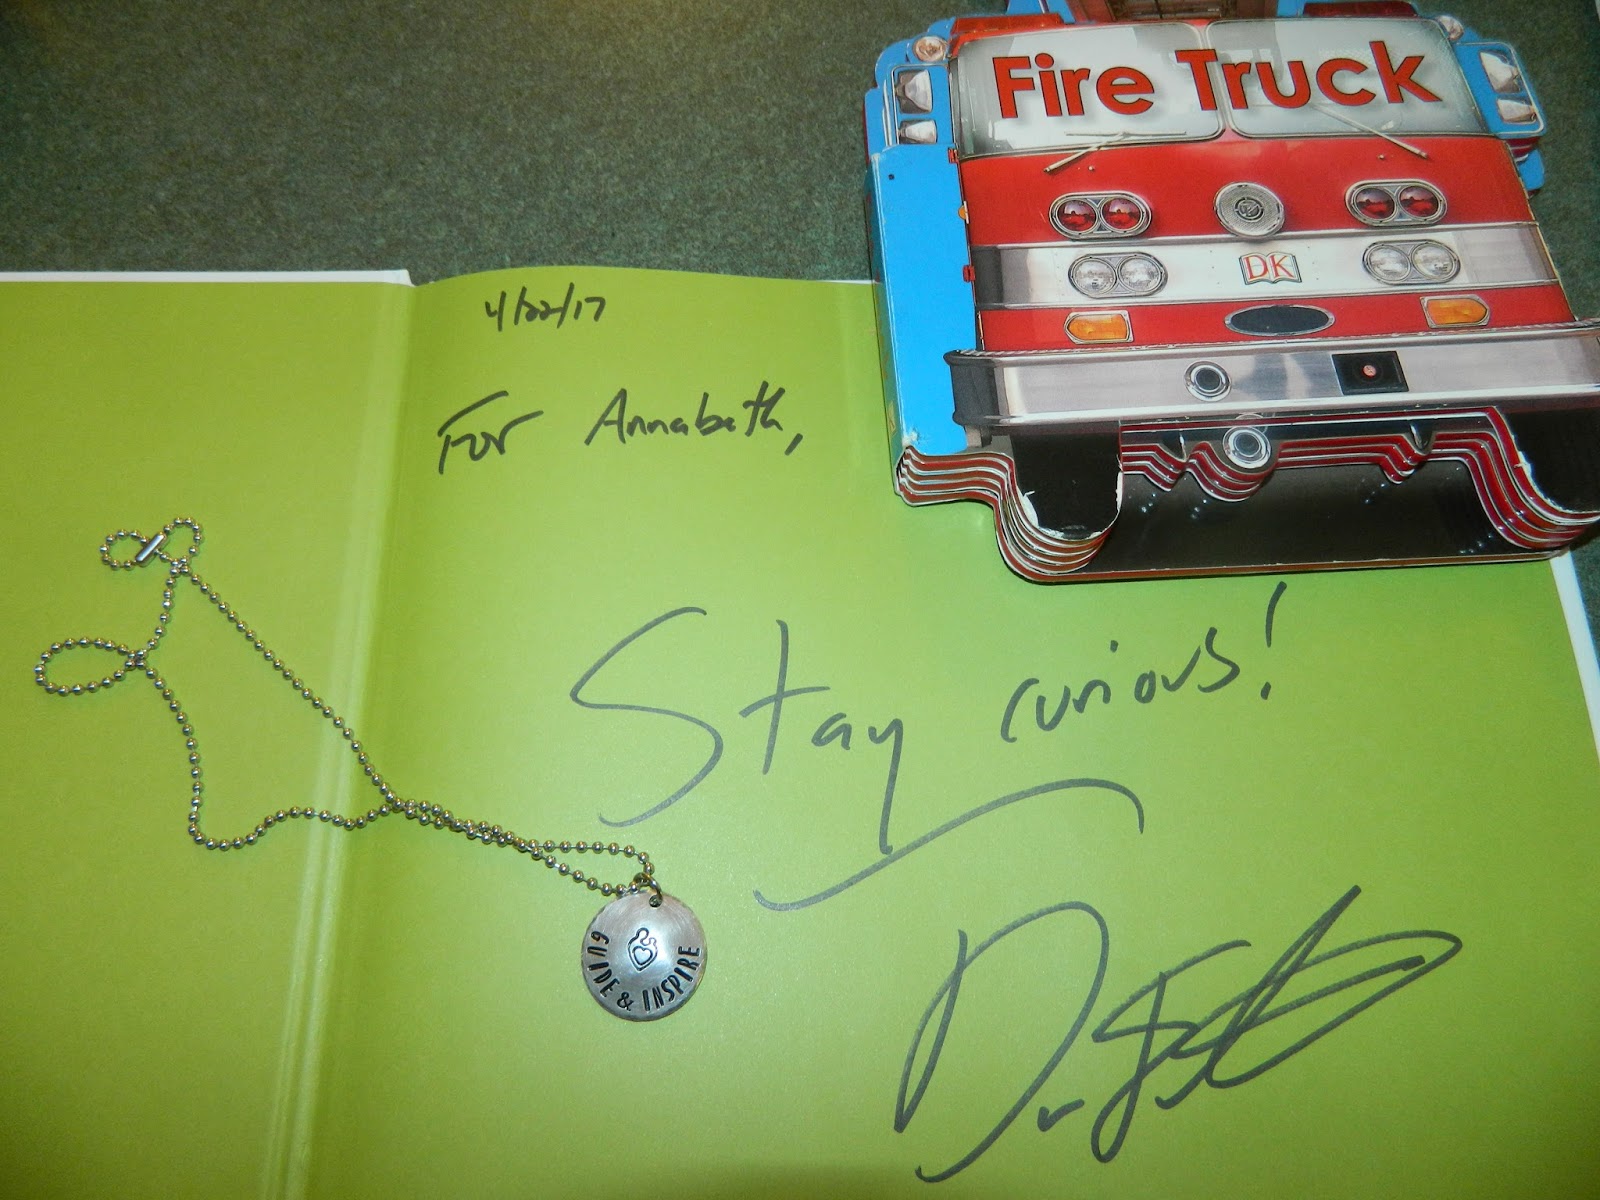 Fire Truck
DK
4/22/17
For Annabeth,
Stay curious!
GUIDE & INSPIRE